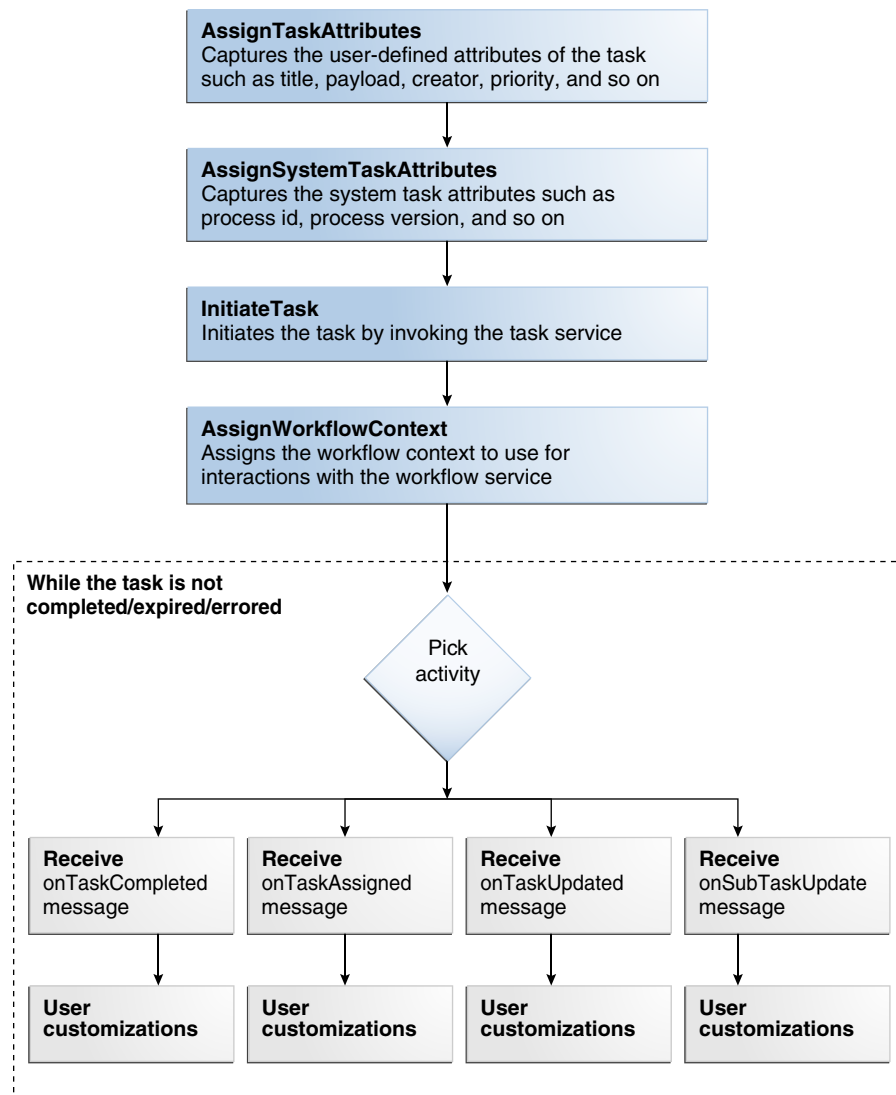 AssignTaskAttributes
Captures the user-defined attributes of the task
such as title, payload, creator, priority, and so on
AssignSystemTaskAttributes
Captures the system task attributes such as
process id, process version, and so on
InitiateTask
Initiates the task by invoking the task service
AssignWorkflowContext
Assigns the workflow context to use for
interactions with the workflow service
While the task is not
completed/expired/errored
Pick
activity
Receive
onTaskCompleted
message
Receive
onTaskAssigned
message
Receive
onTaskUpdated
message
Receive
onSubTaskUpdate
message
User
customizations
User
customizations
User
customizations
User
customizations